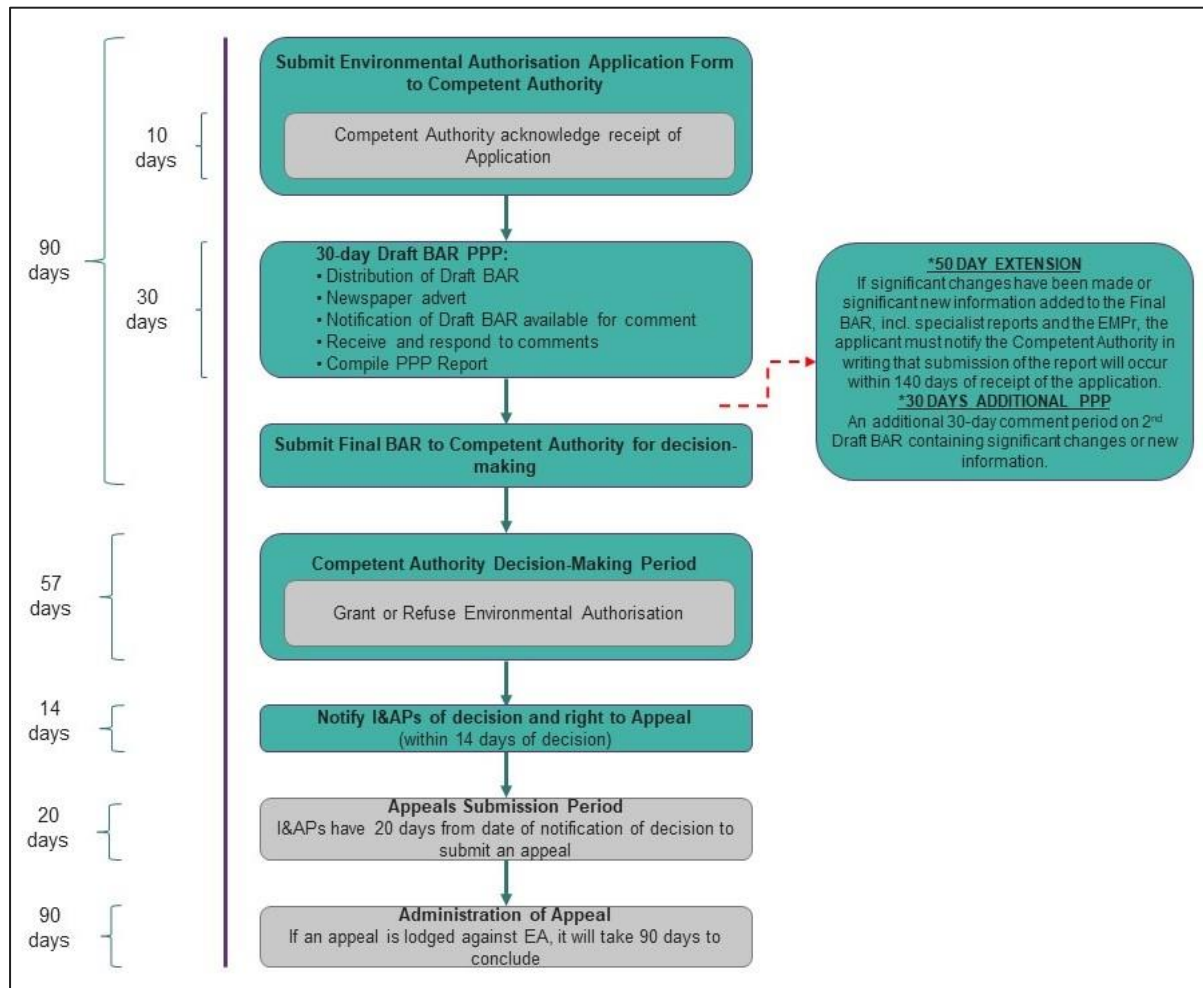 Submit Environmental Authorisation Application Form
to Competent Authority
10
days
Competent Authority acknowledge receipt of
Application
90
days
30
days
30-day Draft BAR PPP:
• Distribution of Draft BAR
• Newspaper advert
• Notification of Draft BAR available for comment
• Receive and respond to comments
• Compile PPP Report
*50 DAY EXTENSION
If significant changes have been made or
significant new information added to the Final
BAR, incl. specialist reports and the EMPr, the
applicant must notify the Competent Authority in
writing that submission of the report will occur
within 140 days of receipt of the application.
*30 DAYS ADDITIONAL PPP
An additional 30-day comment period on 2nd
Draft BAR containing significant changes or new
information.
Submit Final BAR to Competent Authority for decision-
making
57
days
Competent Authority Decision-Making Period
Grant or Refuse Environmental Authorisation
14
days
Notify I&APs of decision and right to Appeal
(within 14 days of decision)
20
days
Appeals Submission Period
I&APs have 20 days from date of notification of decision to
submit an appeal
90
days
Administration of Appeal
If an appeal is lodged against EA, it will take 90 days to
conclude